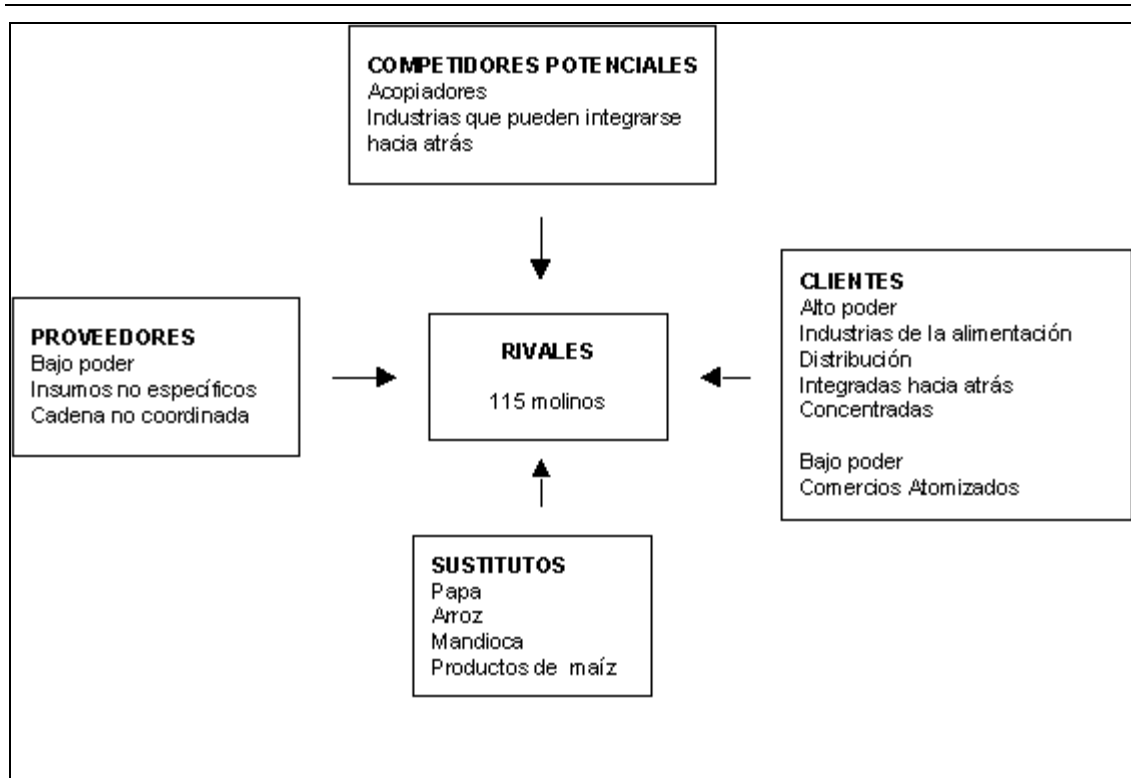 COMPETIDORES POTENCIALES
Acopiadores
Industrias que pueden integrarse
hacia atrás
PROVEEDORES
Bajo poder
Insumos no específicos
Cadena no coordinada
RIVALES
115 molinos
CLIENTES
Alto poder
Industrias de la alimentación
Distribución
Integradas hacia atrás
Concentradas
Bajo poder
Comercios Atomizados
SUSTITUTOS
Papa
Arroz
Mandioca
Productos de maíz